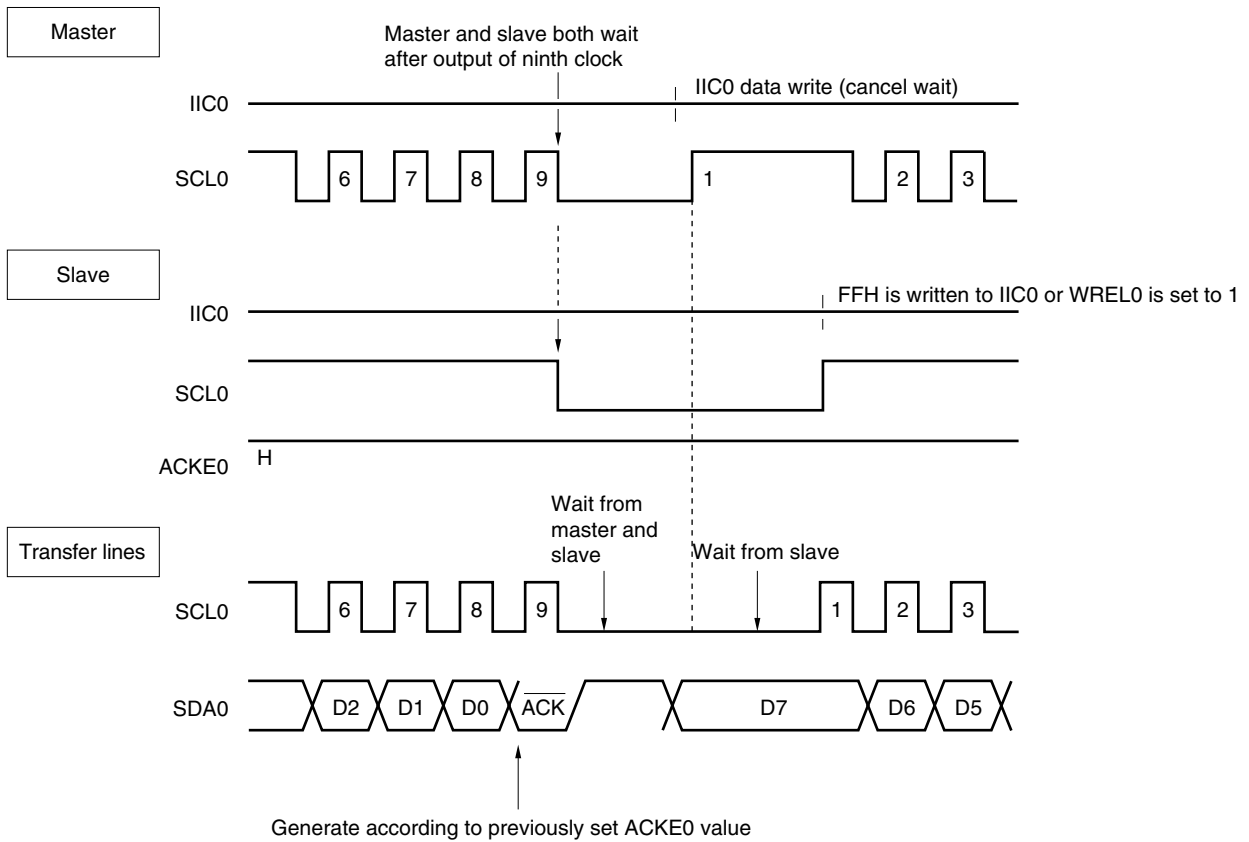 Master
Master and slave both wait
after output of ninth clock
IIC0
IIC0 data write (cancel wait)
SCL0
6 7 8 9 1 2 3
Slave
IIC0
FFH is written to IIC0 or WREL0 is set to 1
SCL0
ACKE0
H
Transfer lines
Wait from
master and
slave
Wait from slave
SCL0
6 7 8 9 1 2 3
SDA0
D2 D1 D0 ACK D7 D6 D5
Generate according to previously set ACKE0 value